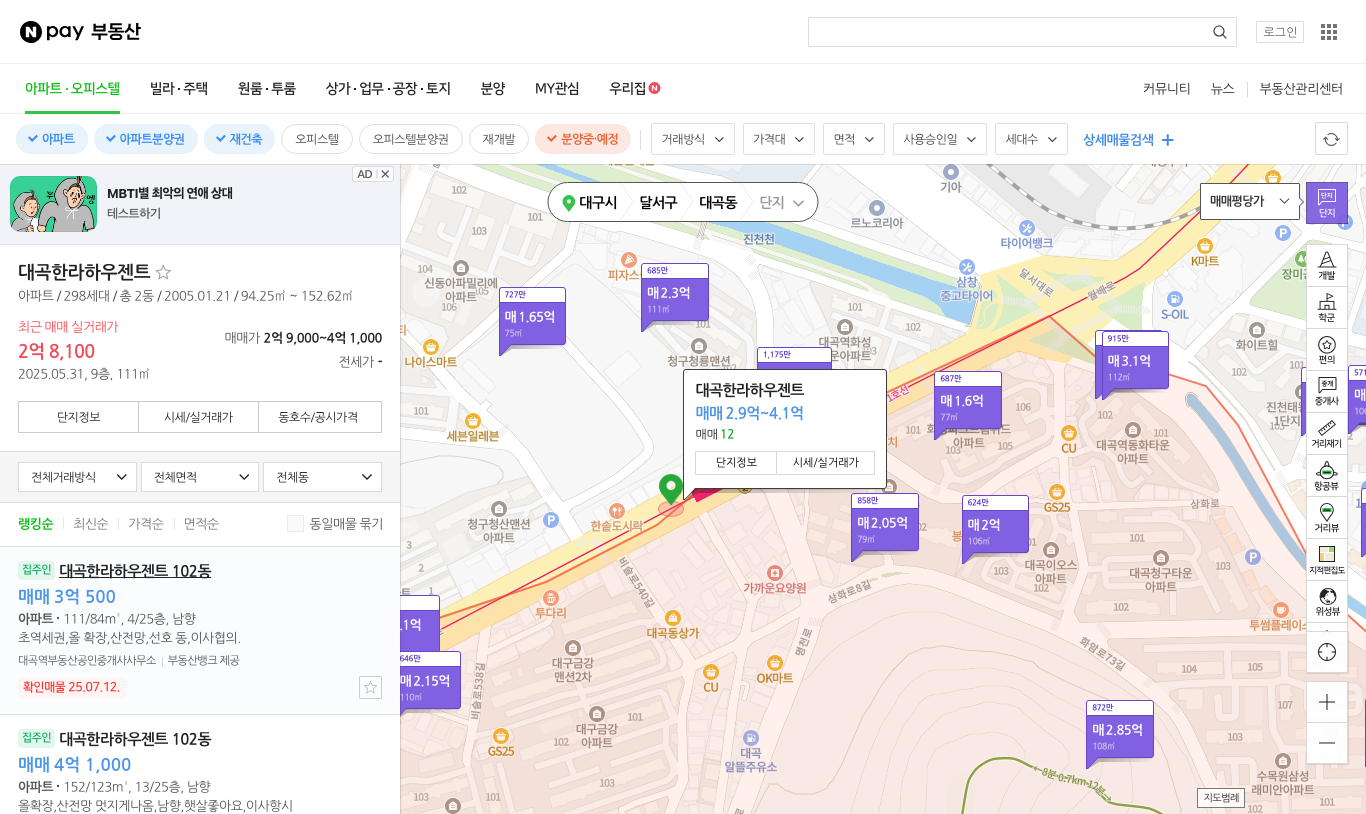 N pay 부동산
로그인
아파트·오피스텔 빌라·주택 원룸·투룸 상가·업무·공장·토지 분양 MY관심 우리집 N
커뮤니티 뉴스 부동산관리센터
아파트 아파트분양권 재건축 오피스텔 오피스텔분양권 재개발 분양중·예정 거래방식 가격대 면적 사용승인일 세대수 상세매물검색
AD
MBTI별 최악의 연애 상대
테스트하기
대곡한라하우젠트
아파트 / 298세대 / 총 2동 / 2005.01.21 / 94.25㎡ ~ 152.62㎡
최근 매매 실거래가
2억 8,100
2025.05.31, 9층, 111㎡
매매가 2억 9,000~4억 1,000
전세가 -
단지정보 시세/실거래가 동호수/공시가격
전체거래방식 전체면적 전체동
랭킹순 최신순 가격순 면적순 동일매물 묶기
집주인 대곡한라하우젠트 102동
매매 3억 500
아파트 · 111/84m², 4/25층, 남향
초역세권,올 확장,산전망,선호 동,이사협의.
대곡역부동산공인중개사사무소 부동산뱅크 제공
확인매물 25.07.12.
집주인 대곡한라하우젠트 102동
매매 4억 1,000
아파트 · 152/123m², 13/25층, 남향
올확장,산전망 멋지게나옴,남향,햇살좋아요,이사항시
대구시 달서구 대곡동 단지
매매평당가
단지
단지
개발
학군
편의
중개
중개사
거리재기
항공뷰
거리뷰
지적편집도
위성뷰
지도범례
대곡한라하우젠트
매매 2.9억~4.1억
매매 12
단지정보 시세/실거래가
727만
매 1.65억
75㎡
685만
매 2.3억
111㎡
1,175만
687만
매 1.6억
77㎡
915만
매 3.1억
112㎡
858만
매 2.05억
79㎡
624만
매 2억
106㎡
.1억
646만
매 2.15억
110㎡
872만
매 2.85억
108㎡
571
기아
르노코리아
진천천
타이어뱅크
K마트
삼창
중고타이어
달서대로
월배로
S-OIL
화이트힐
신동아파밀리에
아파트
피자스
나이스마트
청구청룡맨션
대곡역화성
세븐일레븐
1호선
아파트
CU
대곡역동화타운
아파트
진천태
1단지
청구청산맨션
아파트
한솥도시락
GS25
상화로
대곡이오스
아파트
대곡청구타운
아파트
가까운요양원
상화로8길
비슬로540길
투다리
대곡동상가
명천로
투썸플레이스
대구금강
맨션2차
CU
OK마트
화암로73길
비슬로538길
대구금강
아파트
GS25
대곡
알뜰주유소
8분 0.7km 12분
수목원삼성
래미안아파트